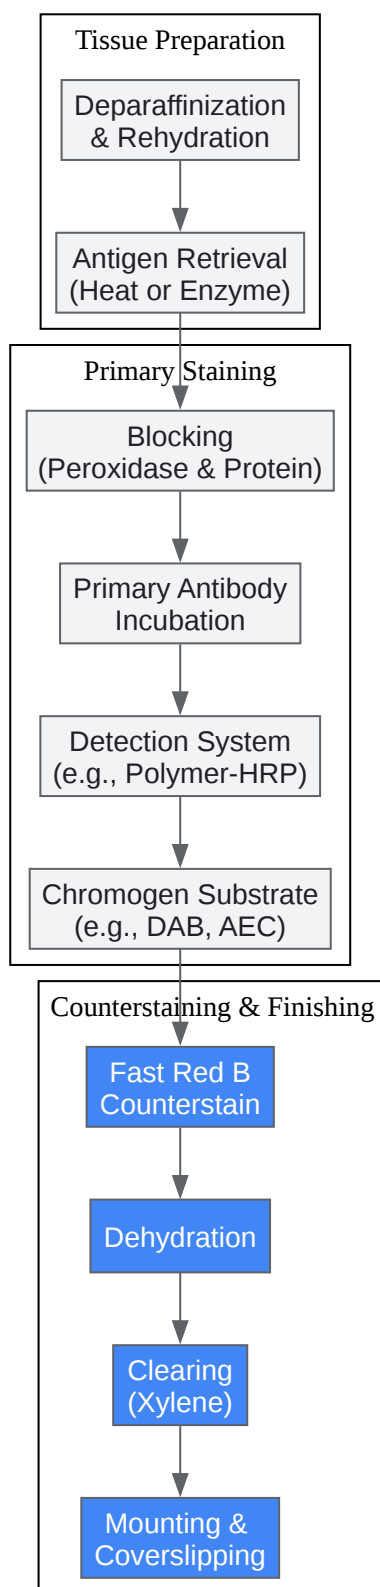 Tissue Preparation
Deparaffinization
& Rehydration
Antigen Retrieval
(Heat or Enzyme)
Primary Staining
Blocking
(Peroxidase & Protein)
Primary Antibody
Incubation
Detection System
(e.g., Polymer-HRP)
Chromogen Substrate
(e.g., DAB, AEC)
Counterstaining & Finishing
Fast Red B
Counterstain
Dehydration
Clearing
(Xylene)
Mounting &
Coverslipping